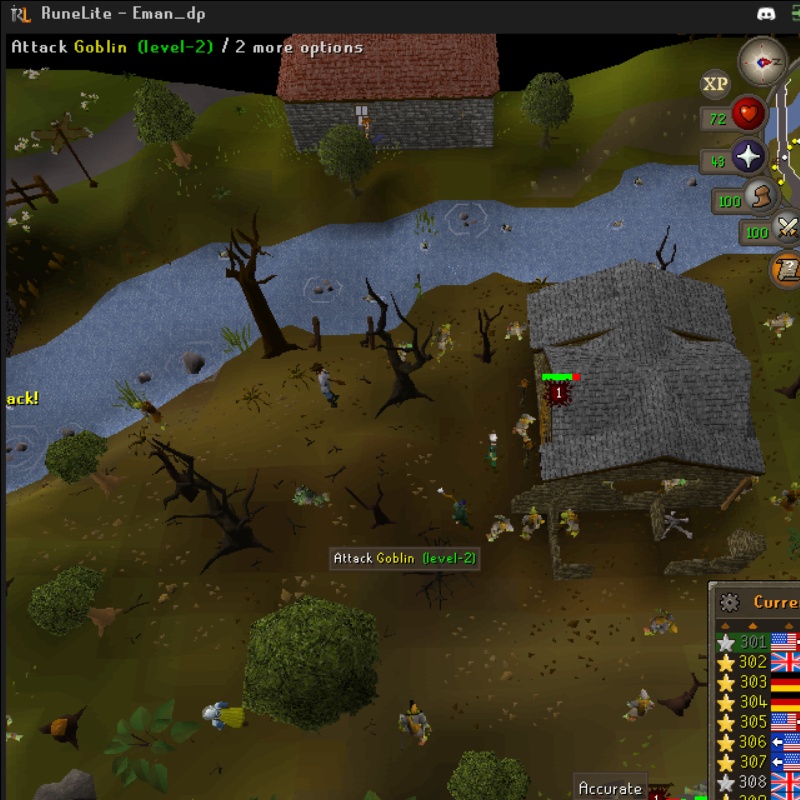 RuneLite - Eman_dp
Attack Goblin (level-2) / 2 more options
XP
72
43
100
100
ack!
1
Attack Goblin (level-2)
301
302
303
304
305
306
307
308
Accurate
1